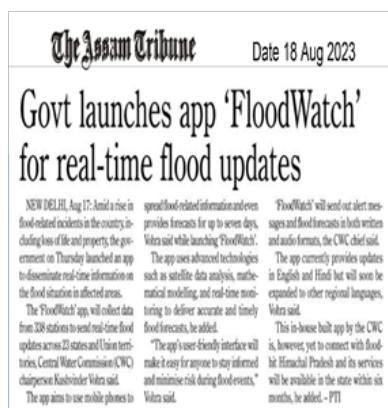 The Assam Tribune
Date 18 Aug 2023
Govt launches app ‘FloodWatch’
for real-time flood updates
NEW DELHI, Aug 17: Amid a rise in
flood-related incidents in the country, in-
cluding loss of life and property, the gov-
ernment on Thursday launched an app
to disseminate real-time information on
the flood situation in affected areas.
The ‘FloodWatch’ app, will collect data
from 338 stations to send real-time flood
updates across 23 states and Union terri-
tories, Central Water Commission (CWC)
chairperson Kushvinder Vohra said.
The app aims to use mobile phones to
spread flood-related information and even
provides forecasts for up to seven days,
Vohra said while launching ‘FloodWatch’.
The app uses advanced technologies
such as satellite data analysis, mathe-
matical modelling, and real-time moni-
toring to deliver accurate and timely
flood forecasts, he added.
“The app's user-friendly interface will
make it easy for anyone to stay informed
and minimise risk during flood events,”
Vohra said.
‘FloodWatch’ will send out alert mes-
sages and flood forecasts in both written
and audio formats, the CWC chief said.
The app currently provides updates
in English and Hindi but will soon be
expanded to other regional languages,
Vohra said.
This in-house built app by the CWC
is, however, yet to connect with flood-
hit Himachal Pradesh and its services
will be available in the state within six
months, he added. – PTI